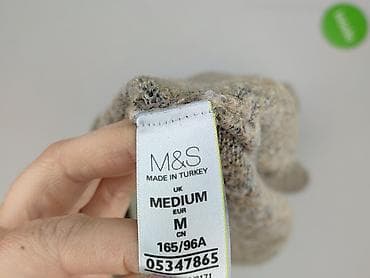 M&S
MADE IN TURKEY
UK
MEDIUM
EUR
M
CN
165/96A
05347865